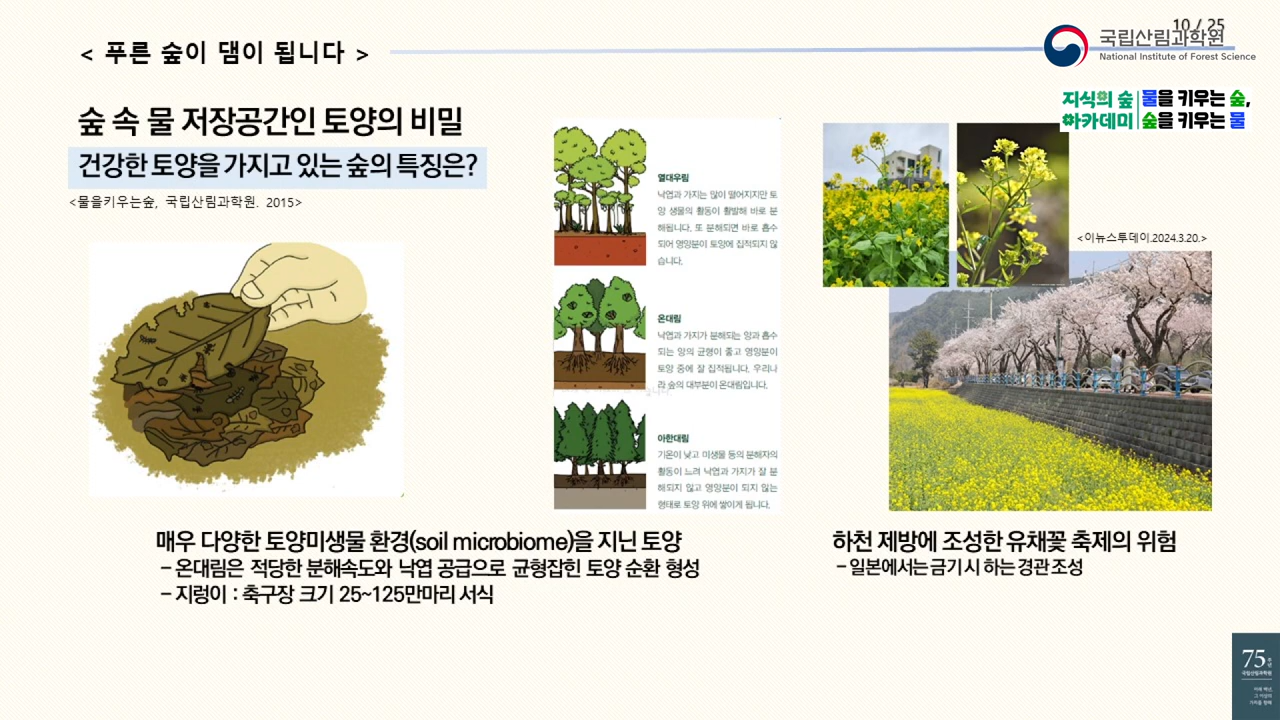 10 / 25
< 푸른 숲이 댐이 됩니다 >
국립산림과학원
National Institute of Forest Science
지식의 숲 물을 키우는 숲,
아카데미 숲을 키우는 물
숲 속 물 저장공간인 토양의 비밀
건강한 토양을 가지고 있는 숲의 특징은?
<물을키우는숲, 국립산림과학원. 2015>
열대우림
낙엽과 가지는 많이 떨어지지만 토
양 생물의 활동이 활발해 바로 분
해됩니다. 또 분해되면 바로 흡수
되어 영양분이 토양에 집적되지 않
습니다.
온대림
낙엽과 가지가 분해되는 양과 흡수
되는 양의 균형이 좋고 영양분이
토양 중에 잘 집적됩니다. 우리나
라 숲의 대부분이 온대림입니다.
아한대림
기온이 낮고 미생물 등의 분해자의
활동이 느려 낙엽과 가지가 잘 분
해되지 않고 영양분이 되지 않는
형태로 토양 위에 쌓이게 됩니다.
<이뉴스투데이.2024.3.20.>
매우 다양한 토양미생물 환경(soil microbiome)을 지닌 토양
- 온대림은 적당한 분해속도와 낙엽 공급으로 균형잡힌 토양 순환 형성
- 지렁이 : 축구장 크기 25~125만마리 서식
하천 제방에 조성한 유채꽃 축제의 위험
- 일본에서는 금기 시 하는 경관 조성
75주년
국립산림과학원
미래 백년,
그 이상의
가치를 향해